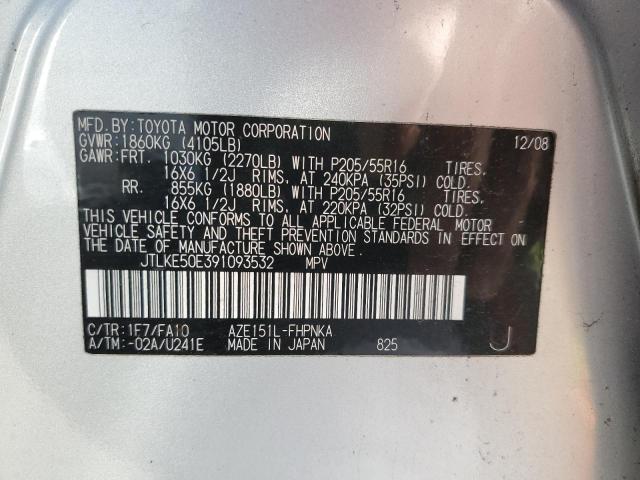 MFD.BY:TOYOTA MOTOR CORPORATION 12/08
GVWR:1860KG (4105LB)
GAWR:FRT. 1030KG (2270LB) WITH P205/55R16 TIRES,
16X6 1/2J RIMS, AT 240KPA (35PSI) COLD.
RR. 855KG (1880LB) WITH P205/55R16 TIRES,
16X6 1/2J RIMS, AT 220KPA (32PSI) COLD.
THIS VEHICLE CONFORMS TO ALL APPLICABLE FEDERAL MOTOR
VEHICLE SAFETY AND THEFT PREVENTION STANDARDS IN EFFECT
ON THE DATE OF MANUFACTURE SHOWN ABOVE.
JTLKE50E391093532 MPV
C/TR:1F7/FA10 AZE151L-FHPNKA
A/TM:-02A/U241E MADE IN JAPAN 825 J